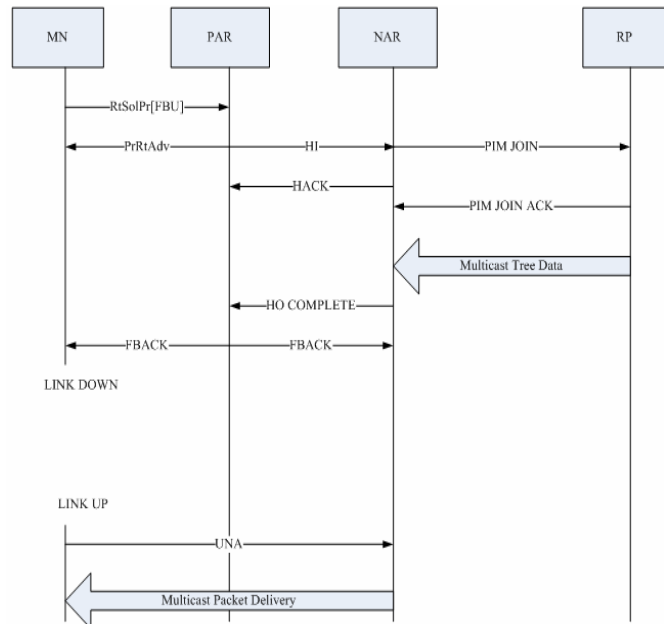 MN
PAR
NAR
RP
RtSolPr[FBU]
PrRtAdv
HI
PIM JOIN
HACK
PIM JOIN ACK
Multicast Tree Data
HO COMPLETE
FBACK
FBACK
LINK DOWN
LINK UP
UNA
Multicast Packet Delivery